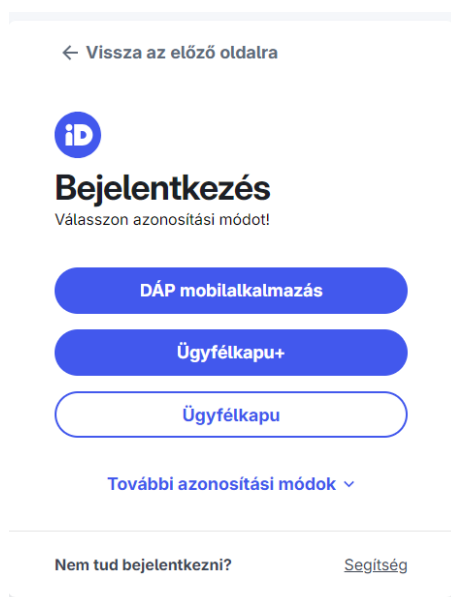 ← Vissza az előző oldalra
iD
Bejelentkezés
Válasszon azonosítási módot!
DÁP mobilalkalmazás
Ügyfélkapu+
Ügyfélkapu
További azonosítási módok
Nem tud bejelentkezni? Segítség